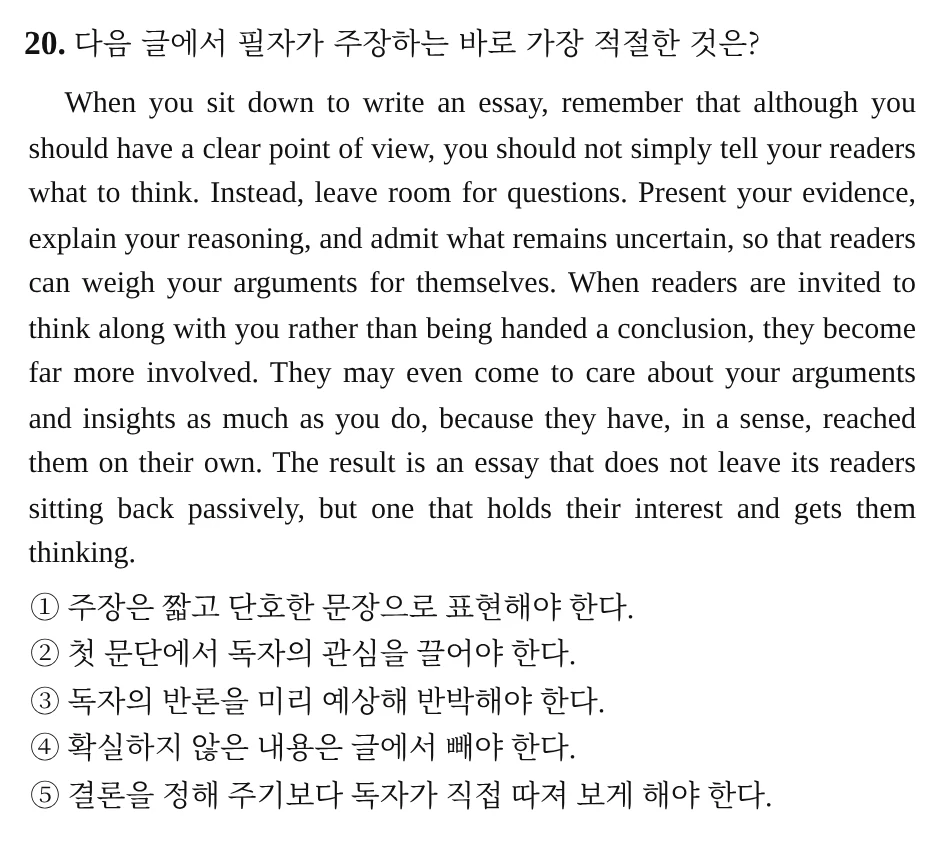 20. 다음 글에서 필자가 주장하는 바로 가장 적절한 것은?
When you sit down to write an essay, remember that although you
should have a clear point of view, you should not simply tell your readers
what to think. Instead, leave room for questions. Present your evidence,
explain your reasoning, and admit what remains uncertain, so that readers
can weigh your arguments for themselves. When readers are invited to
think along with you rather than being handed a conclusion, they become
far more involved. They may even come to care about your arguments
and insights as much as you do, because they have, in a sense, reached
them on their own. The result is an essay that does not leave its readers
sitting back passively, but one that holds their interest and gets them
thinking.
① 주장은 짧고 단호한 문장으로 표현해야 한다.
② 첫 문단에서 독자의 관심을 끌어야 한다.
③ 독자의 반론을 미리 예상해 반박해야 한다.
④ 확실하지 않은 내용은 글에서 빼야 한다.
⑤ 결론을 정해 주기보다 독자가 직접 따져 보게 해야 한다.